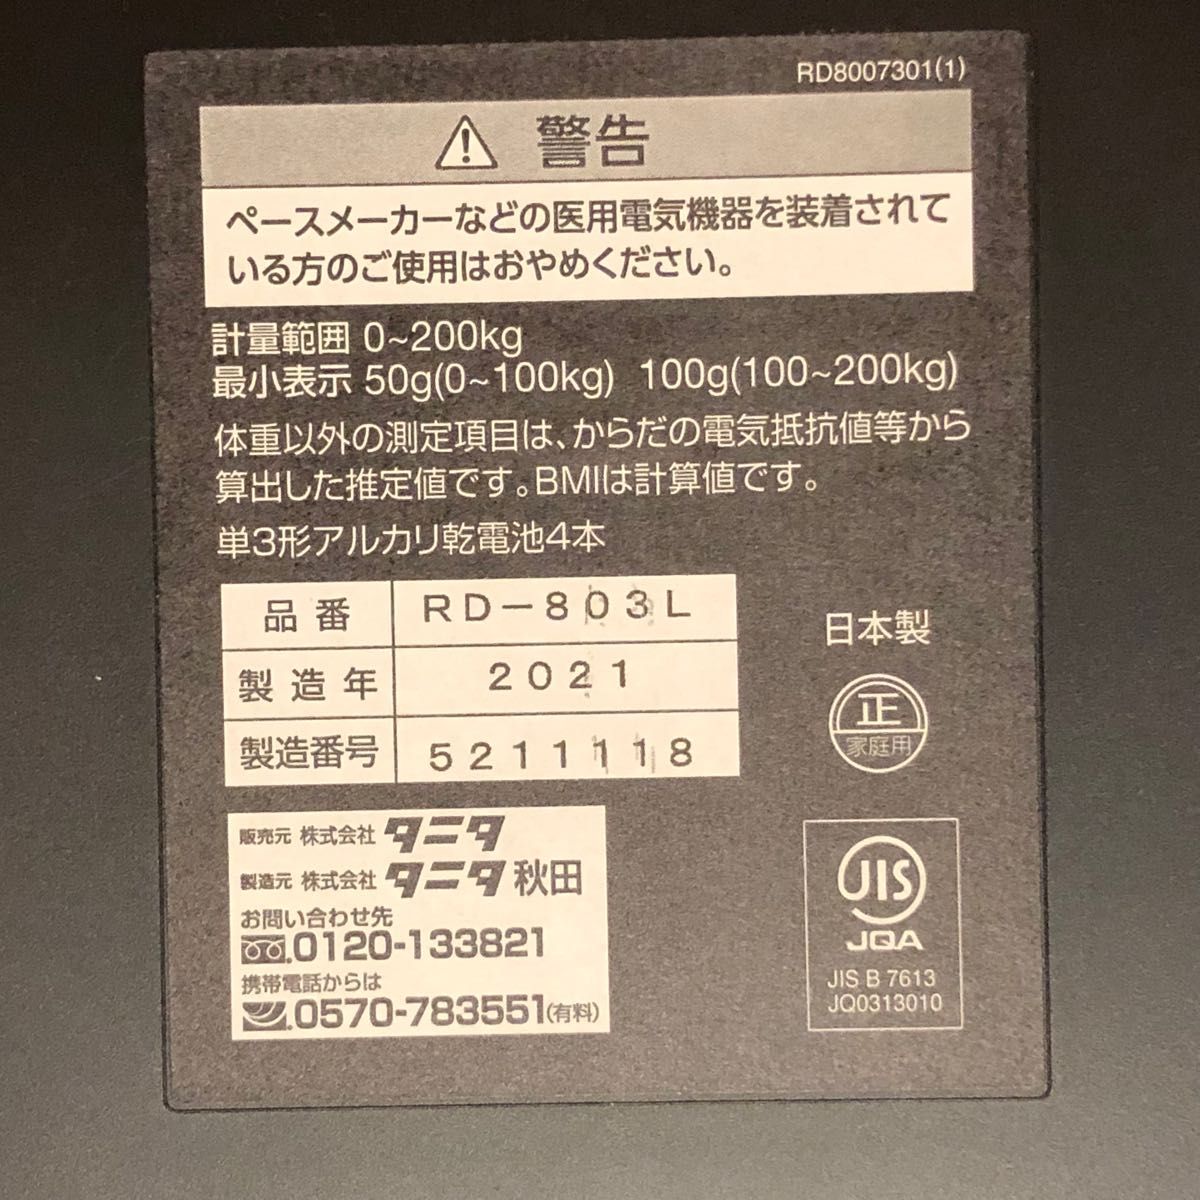 RD8007301(1)
警告
ペースメーカーなどの医用電気機器を装着されて
いる方のご使用はおやめください。
計量範囲 0~200kg
最小表示 50g(0~100kg) 100g(100~200kg)
体重以外の測定項目は、からだの電気抵抗値等から
算出した推定値です。BMIは計算値です。
単3形アルカリ乾電池4本
品番 RD-803L
製造年 2021
製造番号 5211118
日本製
正
家庭用
販売元 株式会社 タニタ
製造元 株式会社 タニタ秋田
お問い合わせ先
0120-133821
携帯電話からは
0570-783551(有料)
JIS
JQA
JIS B 7613
JQ0313010